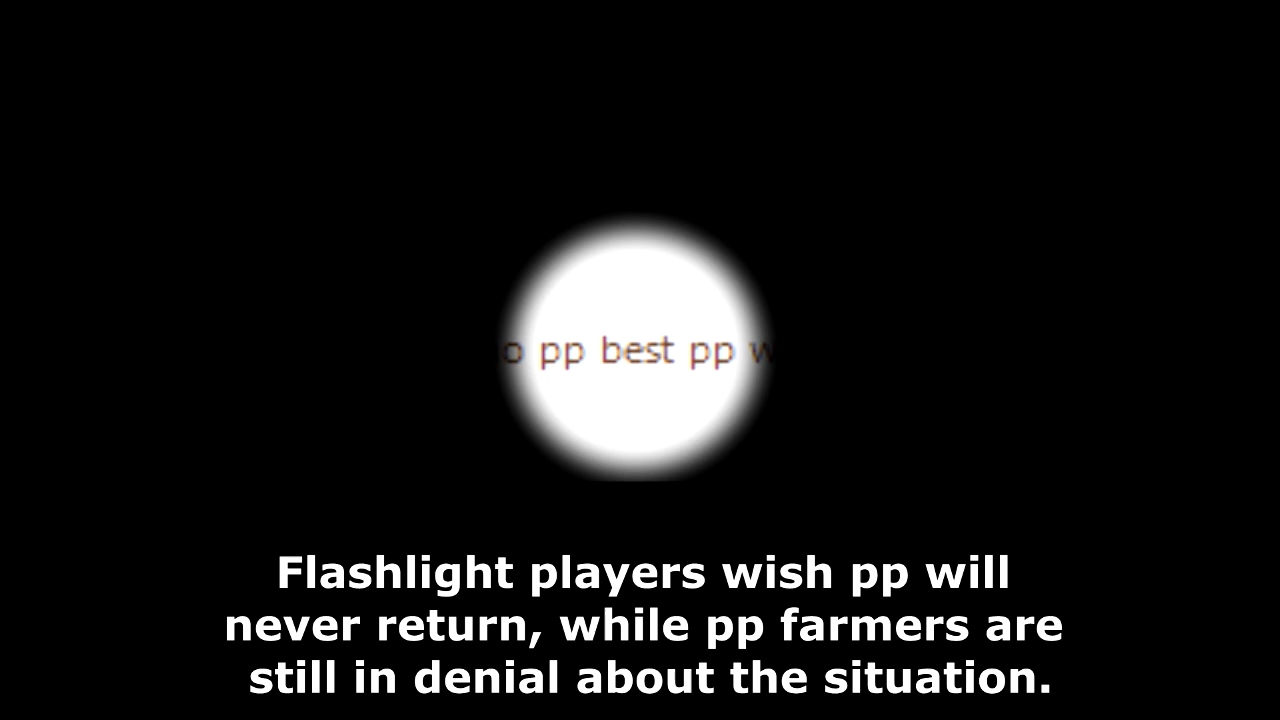 o pp best pp w
Flashlight players wish pp will
never return, while pp farmers are
still in denial about the situation.